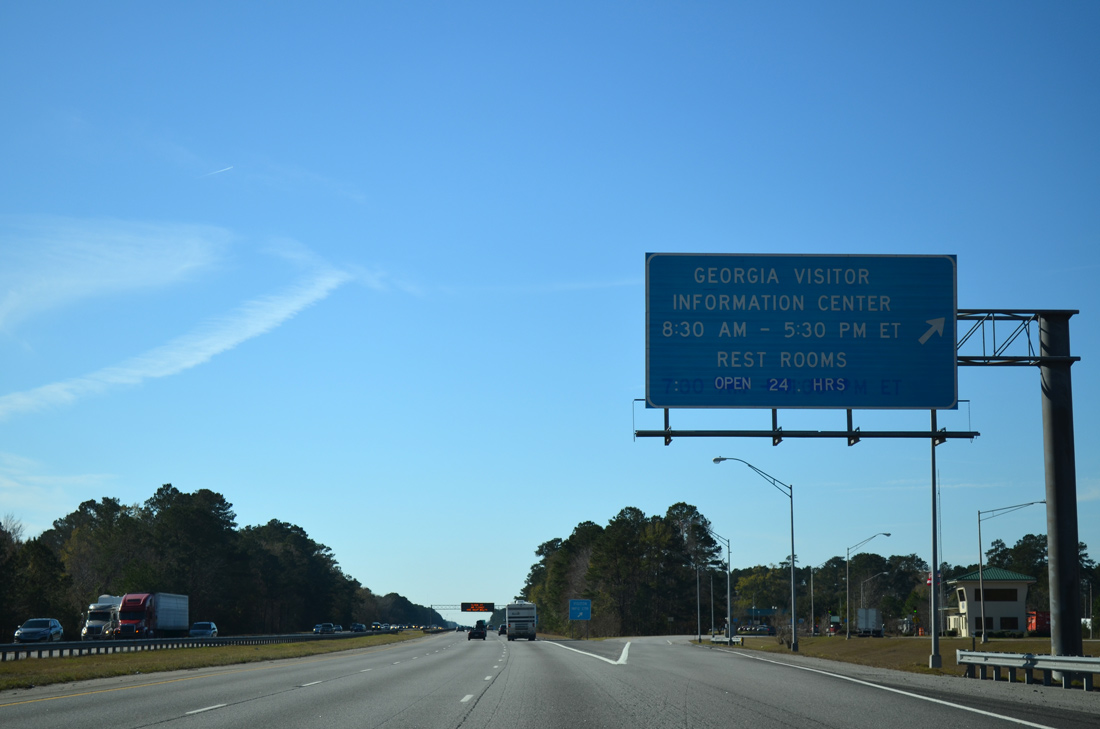 GEORGIA VISITOR
INFORMATION CENTER
8:30 AM - 5:30 PM ET
REST ROOMS
OPEN 24 HRS